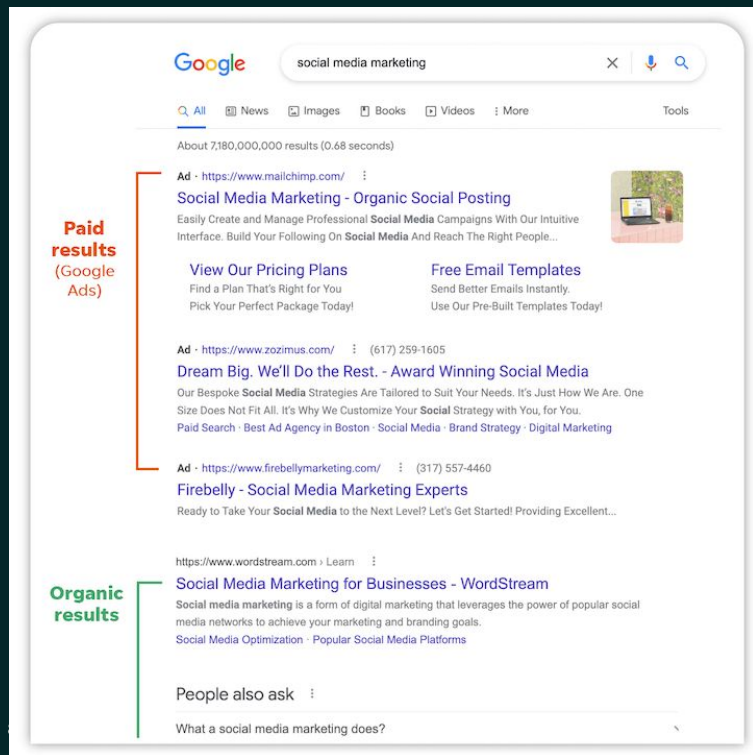 Google
social media marketing
All News Images Books Videos More Tools
About 7,180,000,000 results (0.68 seconds)
Paid results (Google Ads)
Ad · https://www.mailchimp.com/
Social Media Marketing - Organic Social Posting
Easily Create and Manage Professional Social Media Campaigns With Our Intuitive
Interface. Build Your Following On Social Media And Reach The Right People...
View Our Pricing Plans
Find a Plan That's Right for You
Pick Your Perfect Package Today!
Free Email Templates
Send Better Emails Instantly.
Use Our Pre-Built Templates Today!
Ad · https://www.zozimus.com/ (617) 259-1605
Dream Big. We'll Do the Rest. - Award Winning Social Media
Our Bespoke Social Media Strategies Are Tailored to Suit Your Needs. It's Just How We Are. One
Size Does Not Fit All. It's Why We Customize Your Social Strategy with You, for You.
Paid Search · Best Ad Agency in Boston · Social Media · Brand Strategy · Digital Marketing
Ad · https://www.firebellymarketing.com/ (317) 557-4460
Firebelly - Social Media Marketing Experts
Ready to Take Your Social Media to the Next Level? Let's Get Started! Providing Excellent...
Organic results
https://www.wordstream.com › Learn
Social Media Marketing for Businesses - WordStream
Social media marketing is a form of digital marketing that leverages the power of popular social
media networks to achieve your marketing and branding goals.
Social Media Optimization · Popular Social Media Platforms
People also ask
What a social media marketing does?